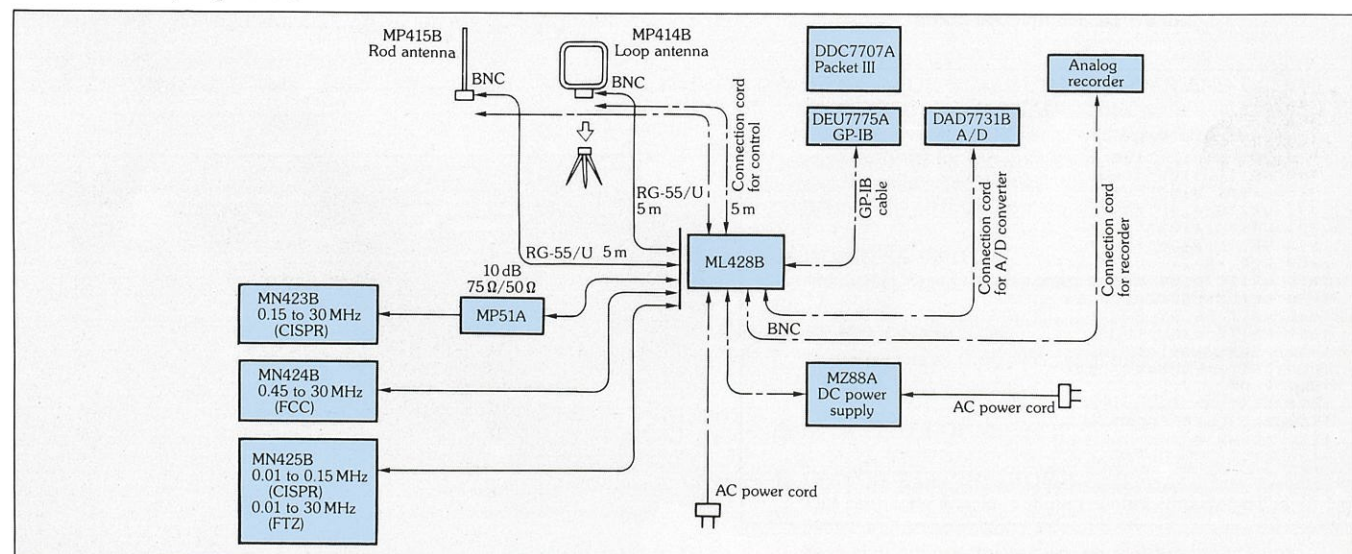 MP415B
Rod antenna
BNC
MP414B
Loop antenna
BNC
Connection cord
for control
RG-55/U
5 m
5 m
RG-55/U 5 m
DDC7707A
Packet III
DEU7775A
GP-IB
GP-IB
cable
DAD7731B
A/D
Connection cord
for A/D converter
Analog
recorder
Connection cord
for recorder
ML428B
BNC
10 dB
75 Ω/50 Ω
MP51A
MN423B
0.15 to 30 MHz
(CISPR)
MN424B
0.45 to 30 MHz
(FCC)
MN425B
0.01 to 0.15 MHz
(CISPR)
0.01 to 30 MHz
(FTZ)
MZ88A
DC power
supply
AC power cord
AC power cord